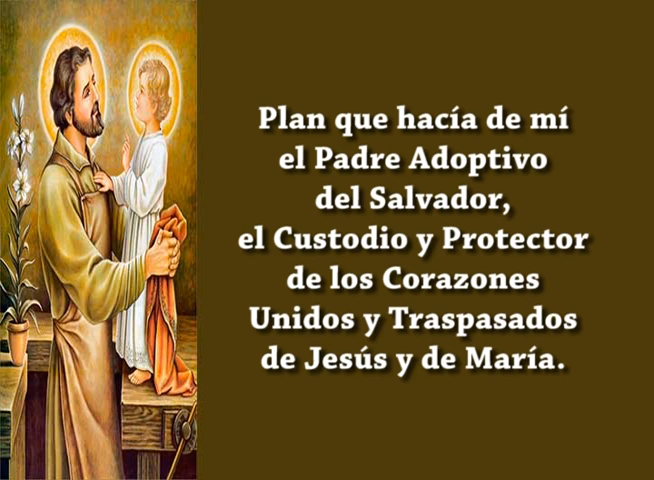 Plan que hacía de mí
el Padre Adoptivo
del Salvador,
el Custodio y Protector
de los Corazones
Unidos y Traspasados
de Jesús y de María.